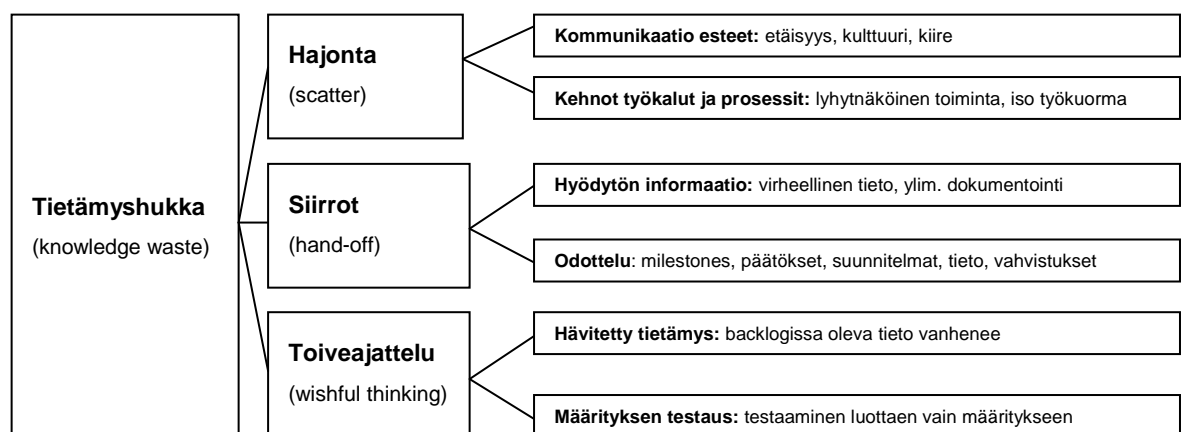 Tietämyshukka
(knowledge waste)
Hajonta
(scatter)
Kommunikaatio esteet: etäisyys, kulttuuri, kiire
Kehnot työkalut ja prosessit: lyhytnäköinen toiminta, iso työkuorma
Siirrot
(hand-off)
Hyödytön informaatio: virheellinen tieto, ylim. dokumentointi
Odottelu: milestones, päätökset, suunnitelmat, tieto, vahvistukset
Toiveajattelu
(wishful thinking)
Hävitetty tietämys: backlogissa oleva tieto vanhenee
Määrityksen testaus: testaaminen luottaen vain määritykseen